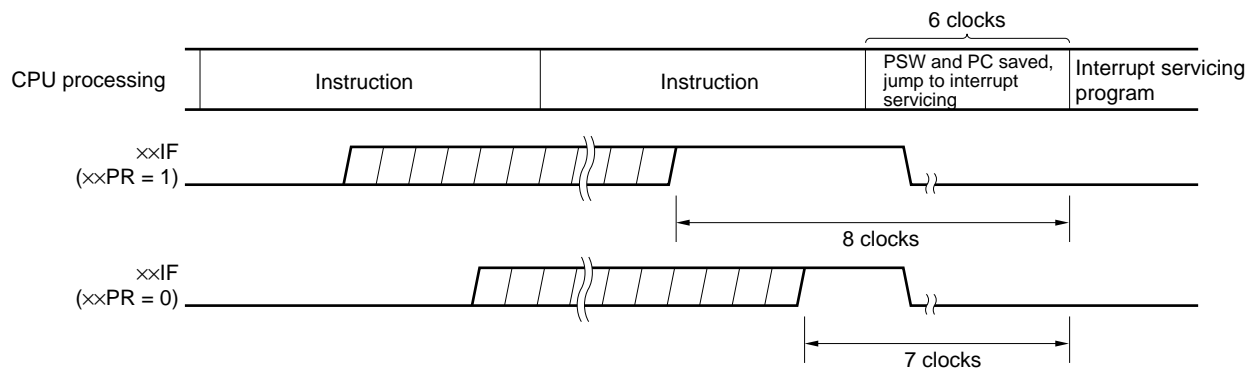 6 clocks
CPU processing
Instruction
Instruction
PSW and PC saved,
jump to interrupt
servicing
Interrupt servicing
program
××IF
(××PR = 1)
8 clocks
××IF
(××PR = 0)
7 clocks